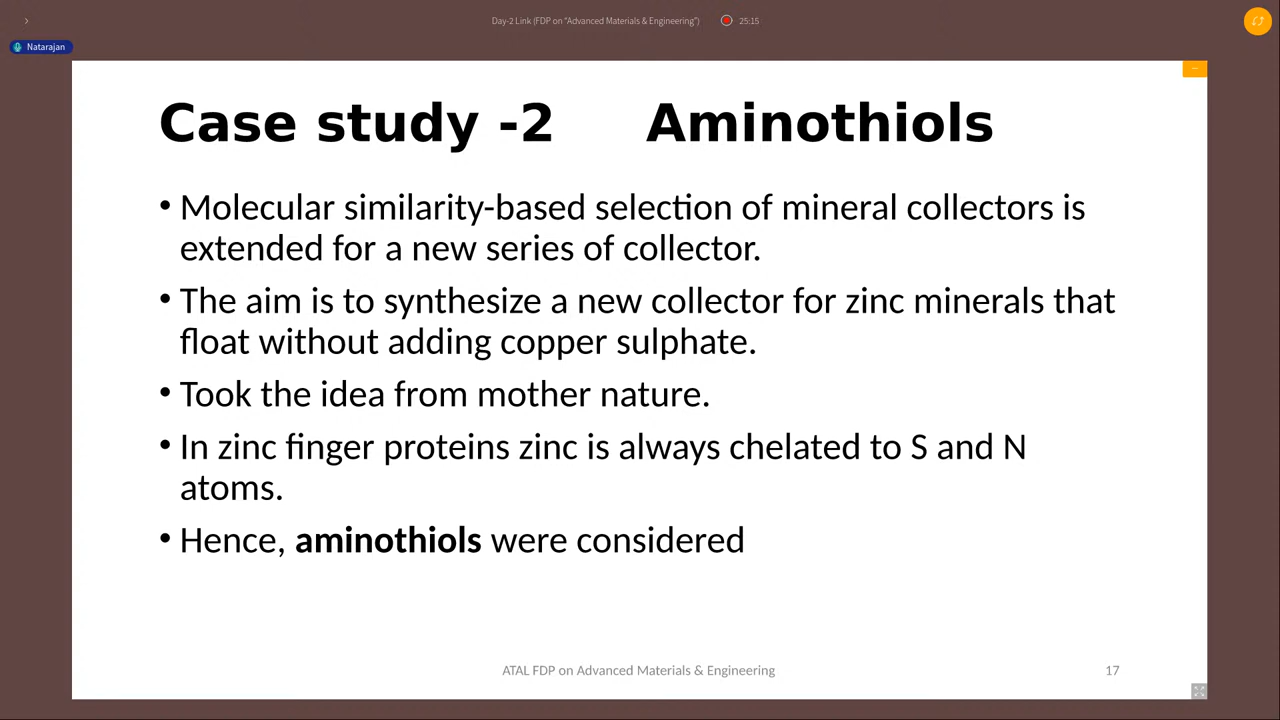 Day-2 Link (FDP on "Advanced Materials & Engineering") 25:15
Natarajan
Case study -2 Aminothiols
• Molecular similarity-based selection of mineral collectors is
extended for a new series of collector.
• The aim is to synthesize a new collector for zinc minerals that
float without adding copper sulphate.
• Took the idea from mother nature.
• In zinc finger proteins zinc is always chelated to S and N
atoms.
• Hence, aminothiols were considered
ATAL FDP on Advanced Materials & Engineering 17